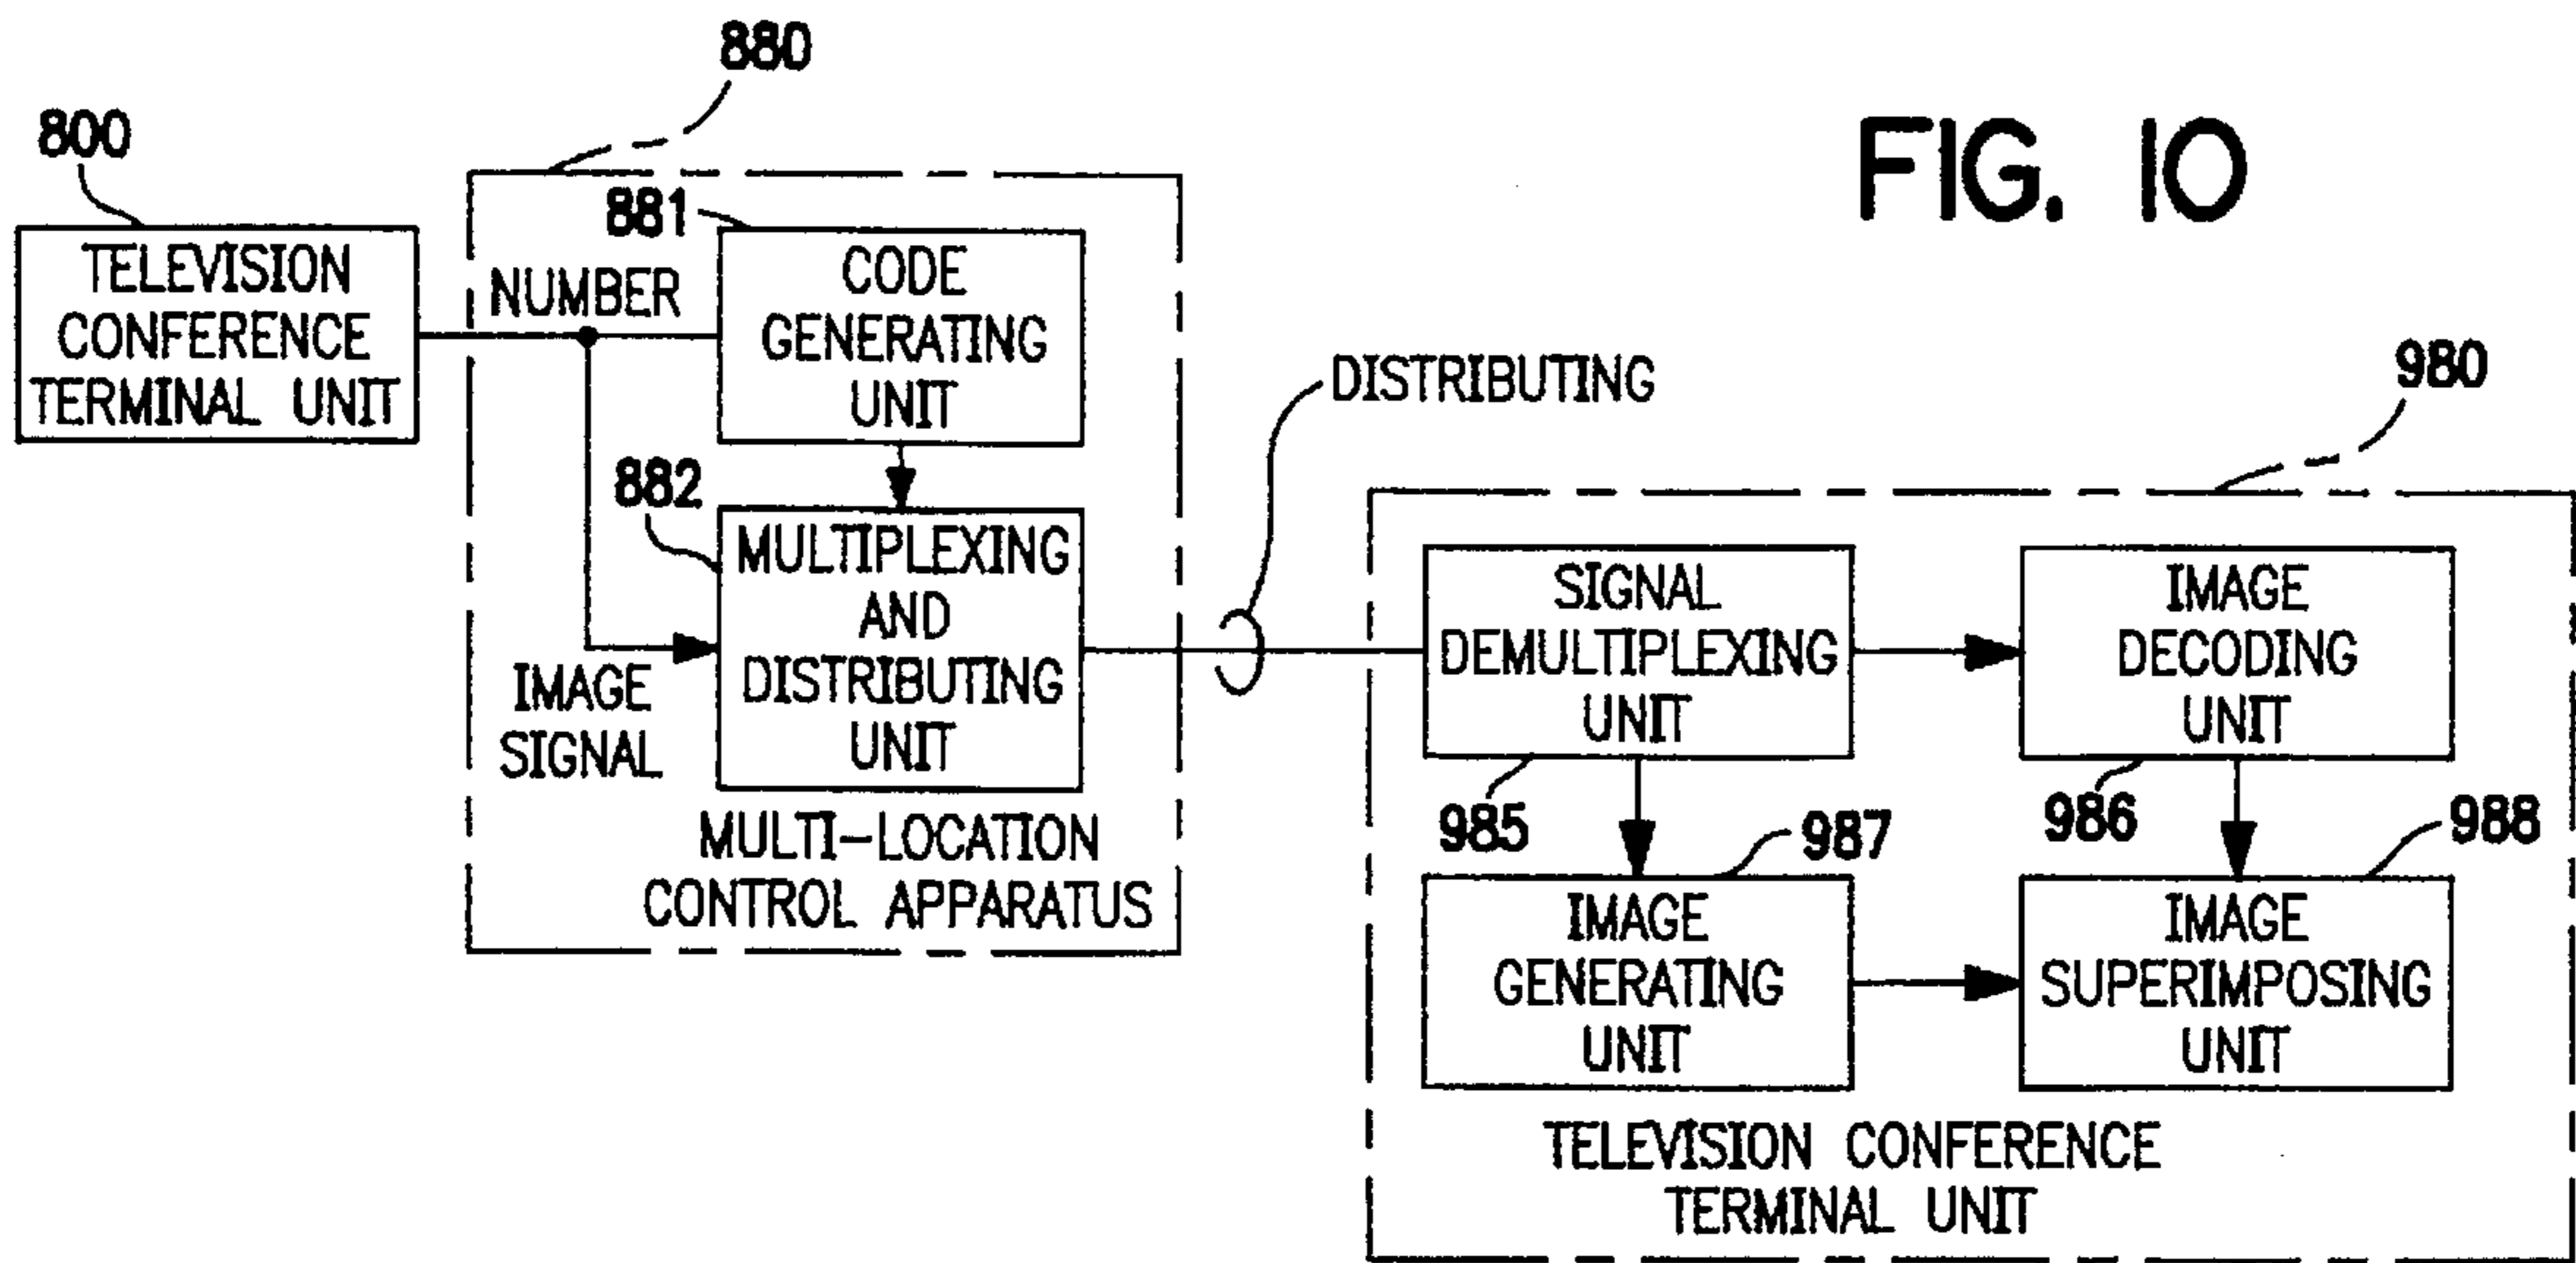 FIG. 10
880
800
TELEVISION
CONFERENCE
TERMINAL UNIT
NUMBER
881
CODE
GENERATING
UNIT
882
MULTIPLEXING
AND
DISTRIBUTING
UNIT
IMAGE
SIGNAL
MULTI-LOCATION
CONTROL APPARATUS
DISTRIBUTING
980
SIGNAL
DEMULTIPLEXING
UNIT
985
IMAGE
DECODING
UNIT
986
987
IMAGE
GENERATING
UNIT
988
IMAGE
SUPERIMPOSING
UNIT
TELEVISION CONFERENCE
TERMINAL UNIT